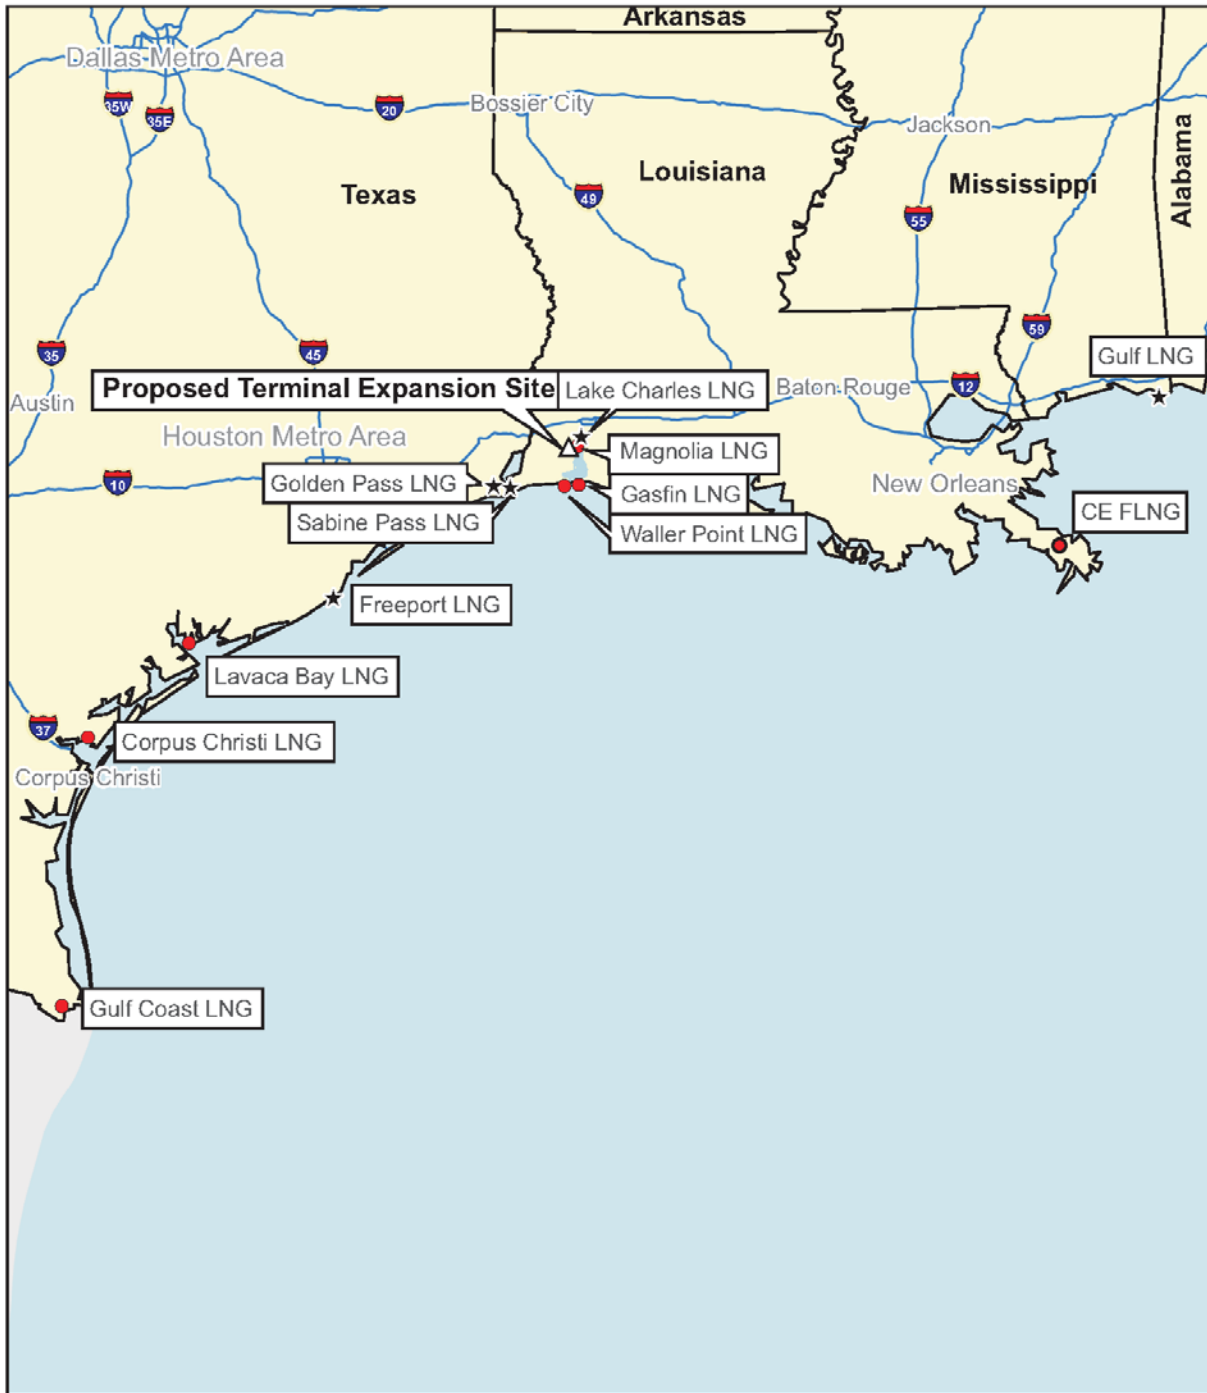 Arkansas
Dallas Metro Area
35W
35E
20
Bossier City
Jackson
Louisiana
Texas
49
Mississippi
55
Alabama
59
35
45
Gulf LNG
Proposed Terminal Expansion Site
Lake Charles LNG
Baton Rouge
12
Austin
Houston Metro Area
Magnolia LNG
10
Golden Pass LNG
Gasfin LNG
New Orleans
CE FLNG
Sabine Pass LNG
Waller Point LNG
Freeport LNG
Lavaca Bay LNG
37
Corpus Christi LNG
Corpus Christi
Gulf Coast LNG